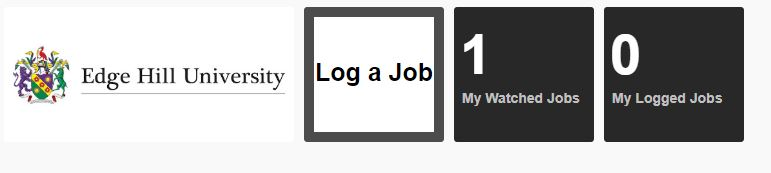 Edge Hill University
Log a Job
1
My Watched Jobs
0
My Logged Jobs